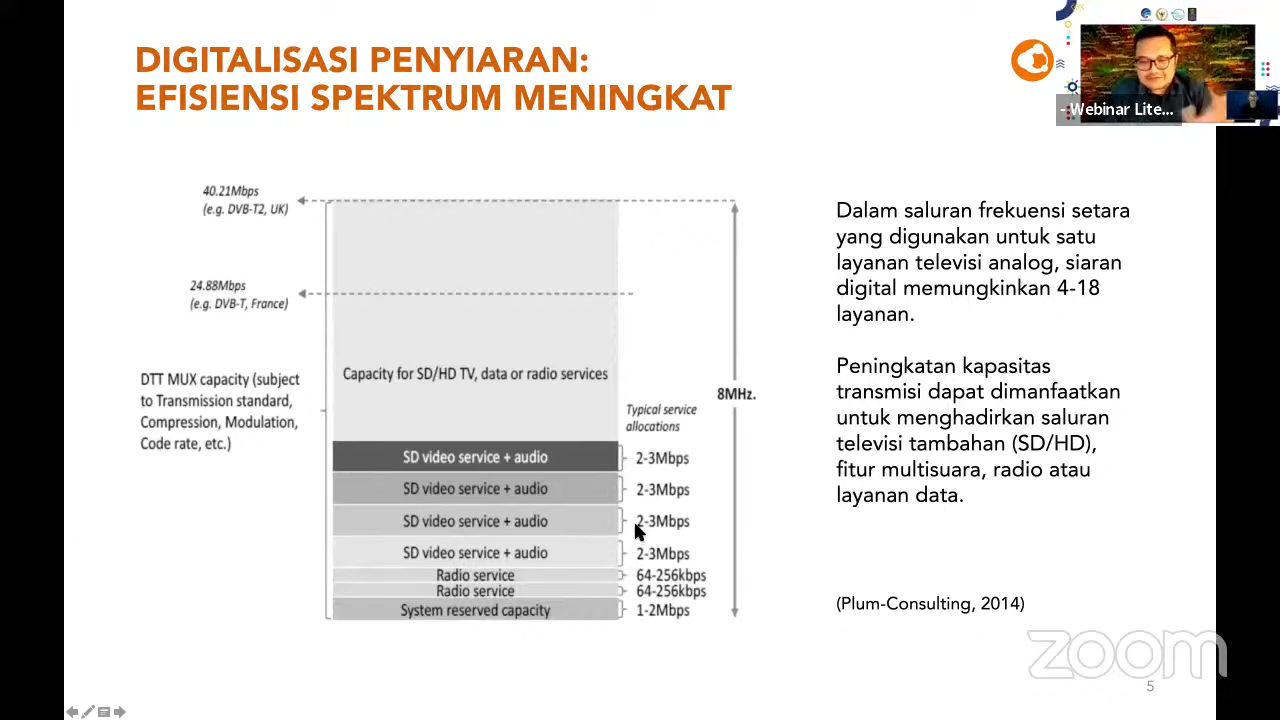 DIGITALISASI PENYIARAN:
EFISIENSI SPEKTRUM MENINGKAT
- Webinar Lite...
40.21Mbps
(e.g. DVB-T2, UK)
24.88Mbps
(e.g. DVB-T, France)
DTT MUX capacity (subject
to Transmission standard,
Compression, Modulation,
Code rate, etc.)
Capacity for SD/HD TV, data or radio services
Typical service
allocations
8MHz.
SD video service + audio 2-3Mbps
SD video service + audio 2-3Mbps
SD video service + audio 2-3Mbps
SD video service + audio 2-3Mbps
Radio service 64-256kbps
Radio service 64-256kbps
System reserved capacity 1-2Mbps
Dalam saluran frekuensi setara
yang digunakan untuk satu
layanan televisi analog, siaran
digital memungkinkan 4-18
layanan.
Peningkatan kapasitas
transmisi dapat dimanfaatkan
untuk menghadirkan saluran
televisi tambahan (SD/HD),
fitur multisuara, radio atau
layanan data.
(Plum-Consulting, 2014)
zoom
5